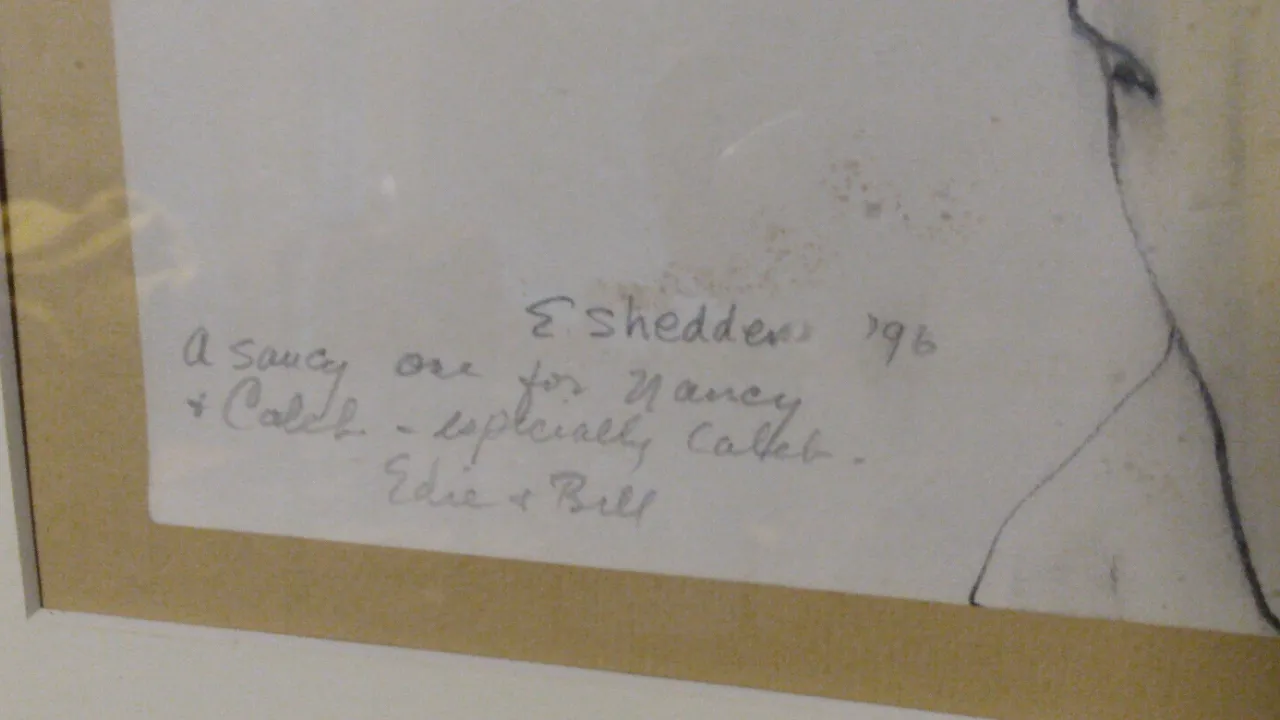 E. Shedden '96
a saucy one for Nancy
+ Caleb - especially Caleb.
Edie + Bill